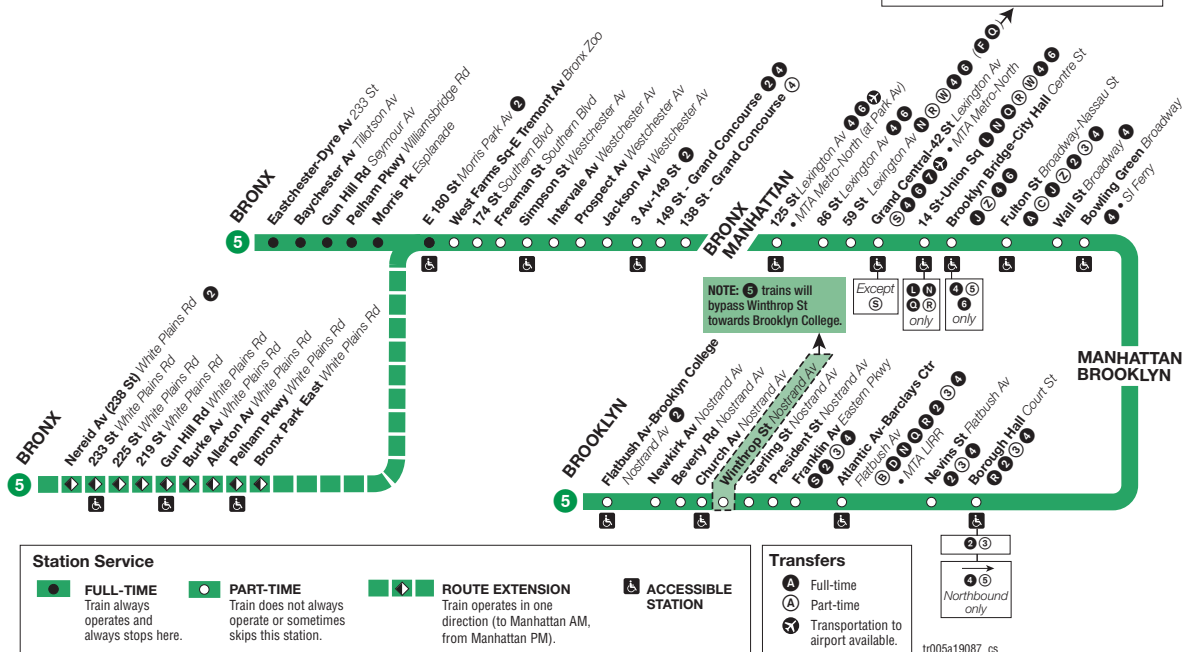 BRONX
5
Eastchester-Dyre Av 233 St
Baychester Av Tillotson Av
Gun Hill Rd Seymour Av
Pelham Pkwy Williamsbridge Rd
Morris Pk Esplanade
E 180 St Morris Park Av 2
West Farms Sq-E Tremont Av Bronx Zoo
174 St Southern Blvd
Freeman St Southern Blvd
Simpson St Westchester Av
Intervale Av Westchester Av
Prospect Av Westchester Av
Jackson Av Westchester Av
3 Av-149 St 2
149 St - Grand Concourse 2 4
138 St - Grand Concourse 4
BRONX
MANHATTAN
125 St Lexington Av 4 6
• MTA Metro-North (at Park Av)
86 St Lexington Av 4 6
59 St Lexington Av N R W 4 6 (F Q)
Grand Central-42 St Lexington Av
S 4 6 7 • MTA Metro-North
14 St-Union Sq L N Q R W 4 6
Brooklyn Bridge-City Hall Centre St
J Z 4 6
Fulton St Broadway-Nassau St
A C J Z 2 3 4
Wall St Broadway 4
Bowling Green Broadway
4 • SI Ferry
Except
S
L N
Q R
only
4 5
6
only
NOTE: 5 trains will
bypass Winthrop St
towards Brooklyn College.
MANHATTAN
BROOKLYN
BRONX
5
Nereid Av (238 St) White Plains Rd 2
233 St White Plains Rd
225 St White Plains Rd
219 St White Plains Rd
Gun Hill Rd White Plains Rd
Burke Av White Plains Rd
Allerton Av White Plains Rd
Pelham Pkwy White Plains Rd
Bronx Park East White Plains Rd
BROOKLYN
5
Flatbush Av-Brooklyn College
Nostrand Av 2
Newkirk Av Nostrand Av
Beverly Rd Nostrand Av
Church Av Nostrand Av
Winthrop St Nostrand Av
Sterling St Nostrand Av
President St Nostrand Av
Franklin Av Eastern Pkwy
S 2 3 4
Atlantic Av-Barclays Ctr
Flatbush Av
B D N Q R 2 3 4
• MTA LIRR
Nevins St Flatbush Av
2 3 4
Borough Hall Court St
R 2 3 4
2 3
4 5
Northbound
only
Station Service
FULL-TIME
Train always
operates and
always stops here.
PART-TIME
Train does not always
operate or sometimes
skips this station.
ROUTE EXTENSION
Train operates in one
direction (to Manhattan AM,
from Manhattan PM).
ACCESSIBLE
STATION
Transfers
A Full-time
A Part-time
Transportation to
airport available.
tr005a19087_cs